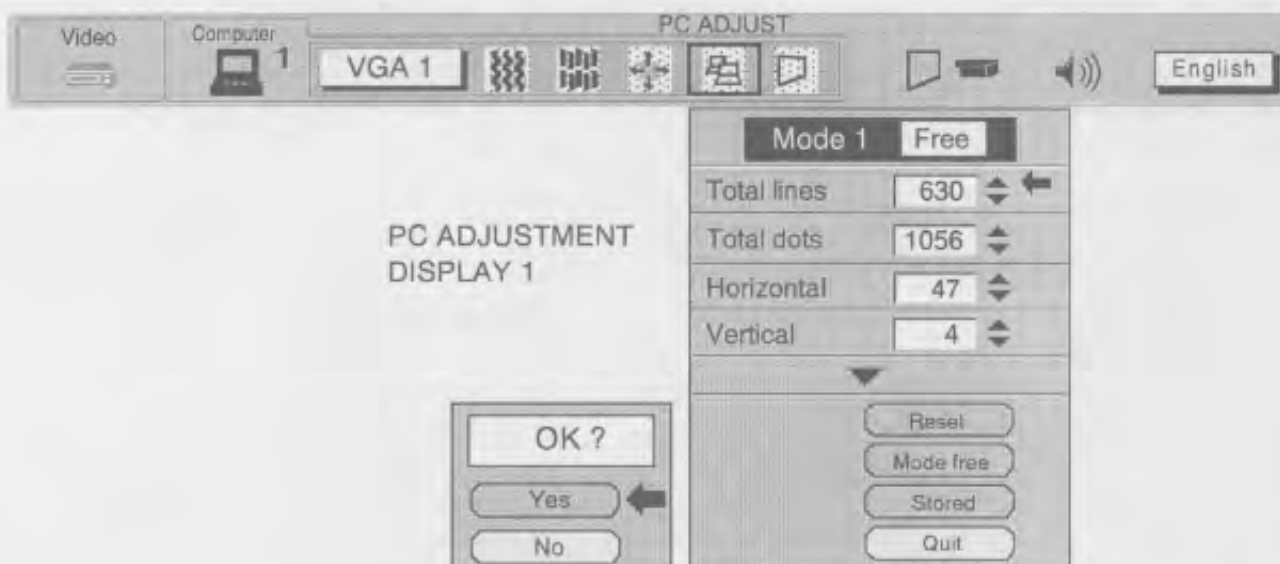 PC ADJUST
Video
Computer
1
VGA 1
English
Mode 1 Free
Total lines 630
Total dots 1056
Horizontal 47
Vertical 4
PC ADJUSTMENT
DISPLAY 1
OK ?
Yes
No
Reset
Mode free
Stored
Quit